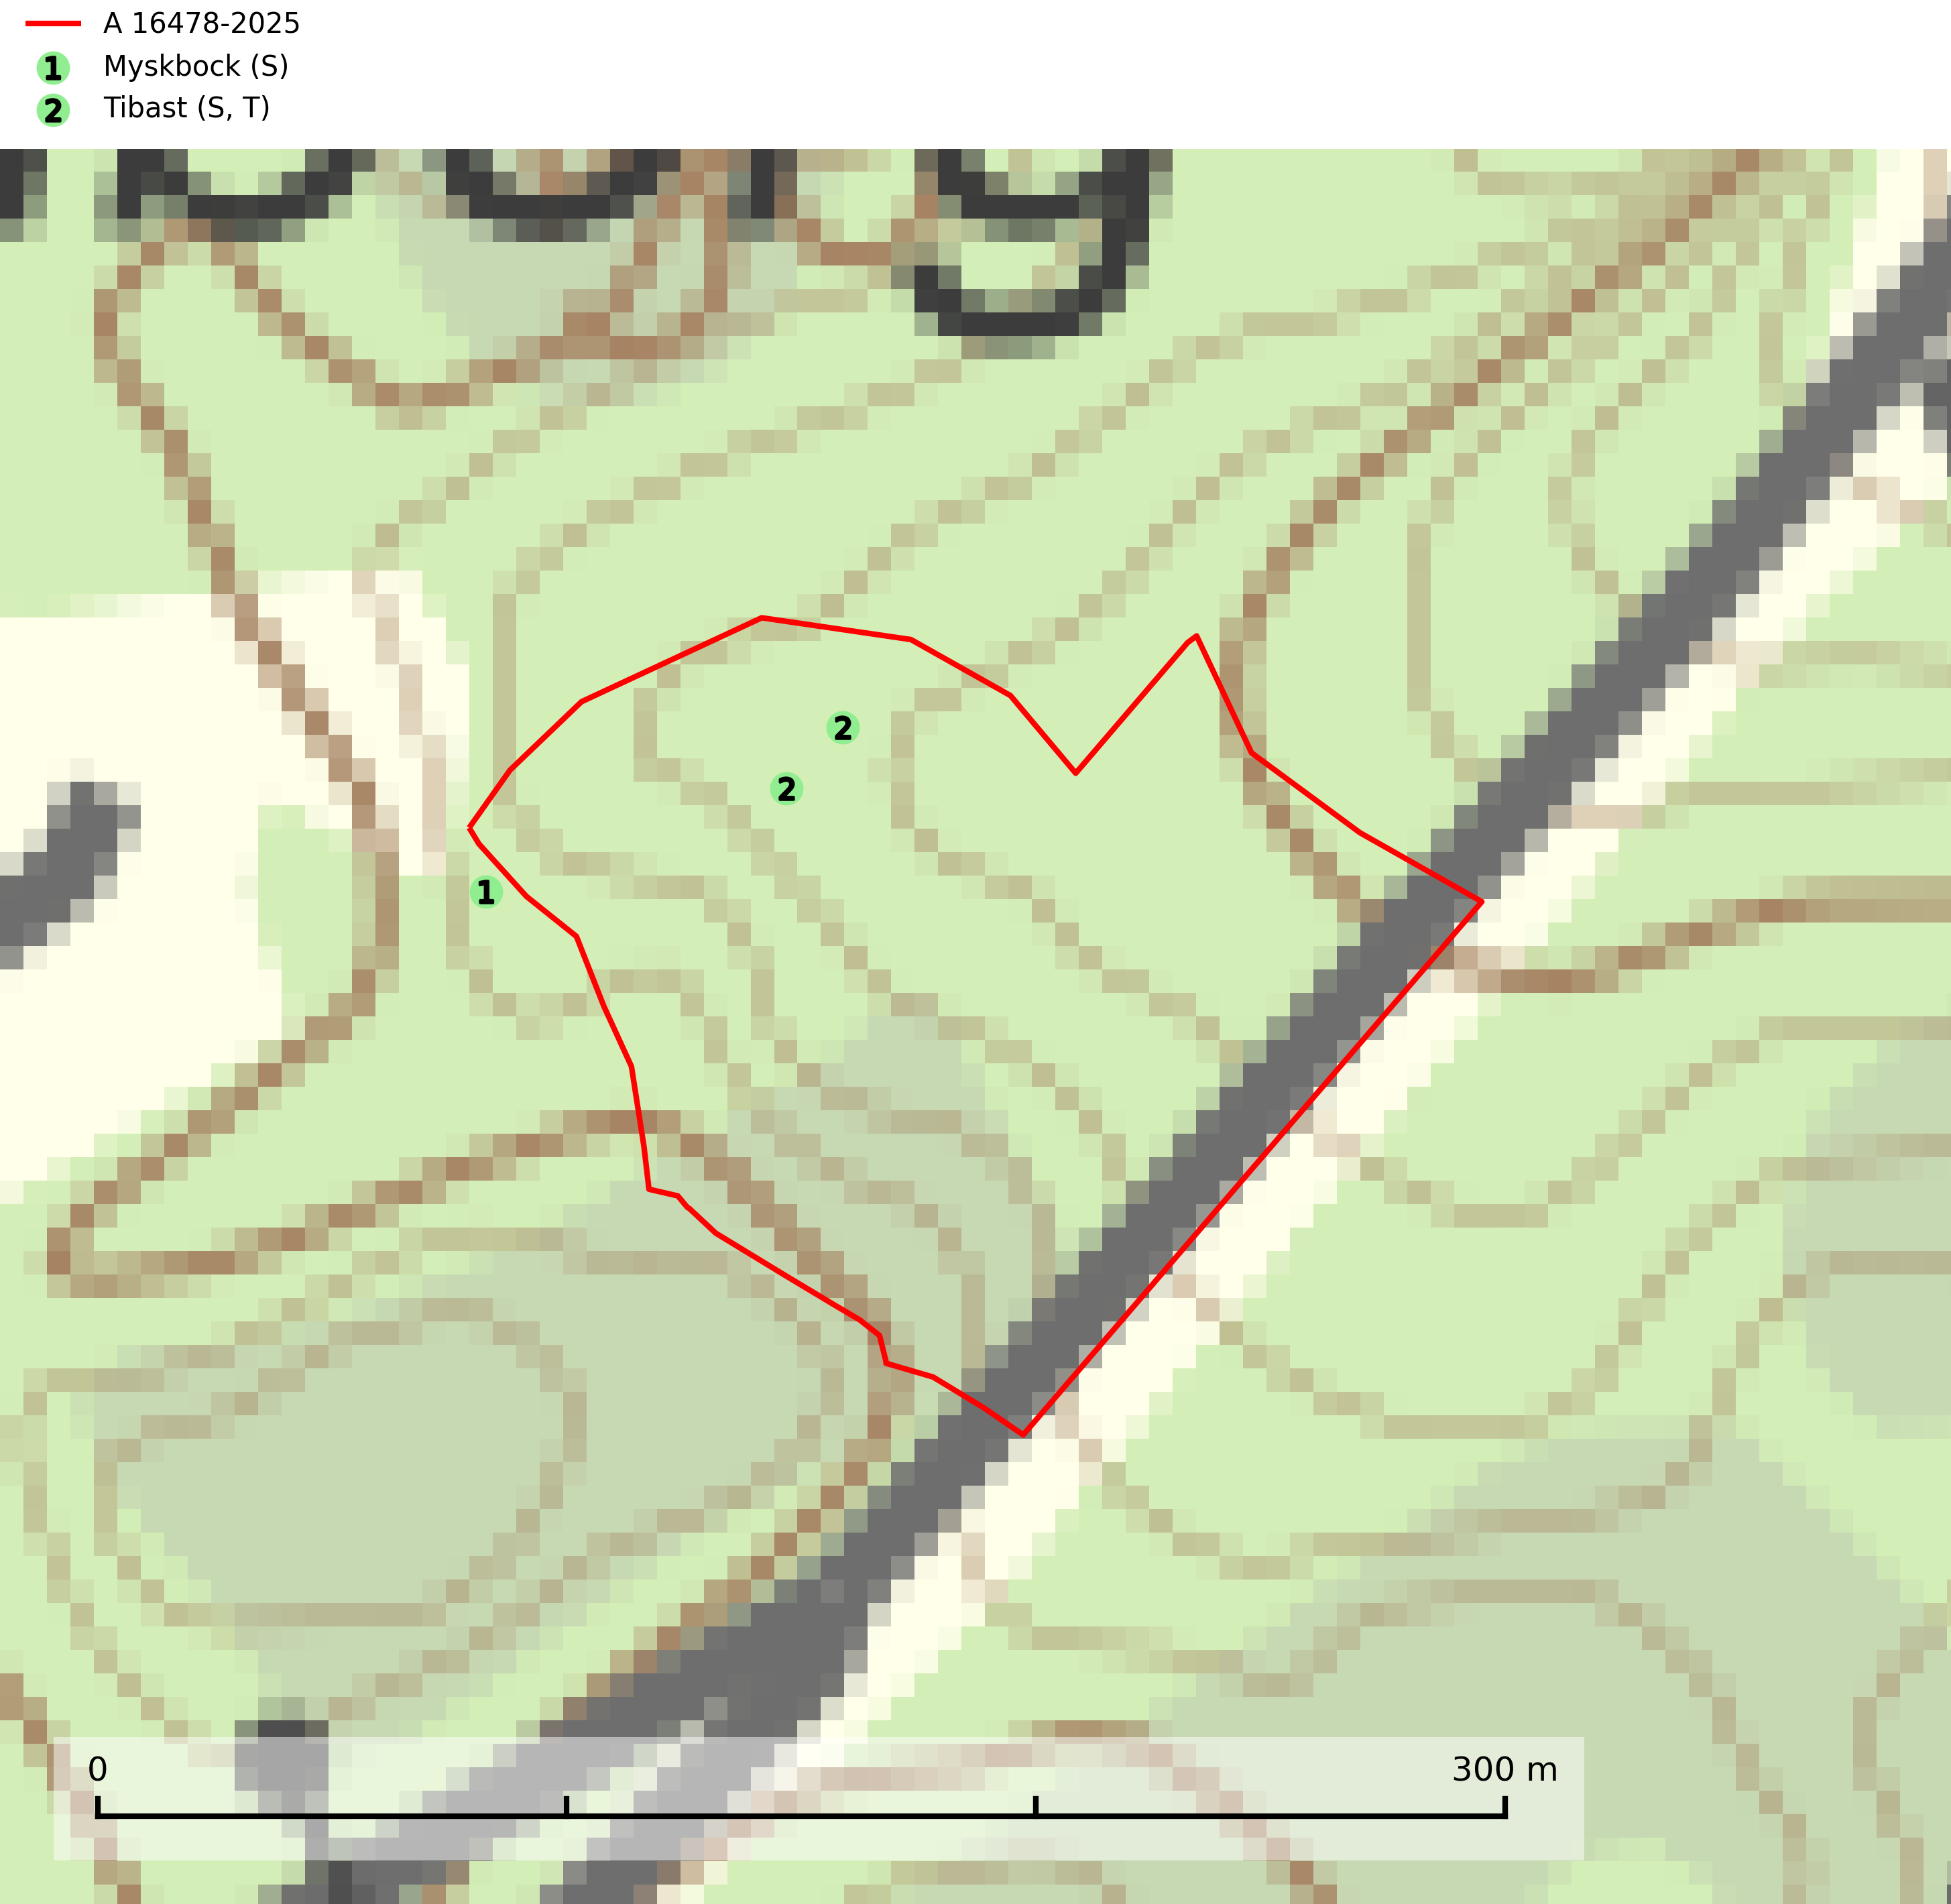 A 16478-2025
1 Myskbock (S)
2 Tibast (S, T)
2
2
1
0 300 m